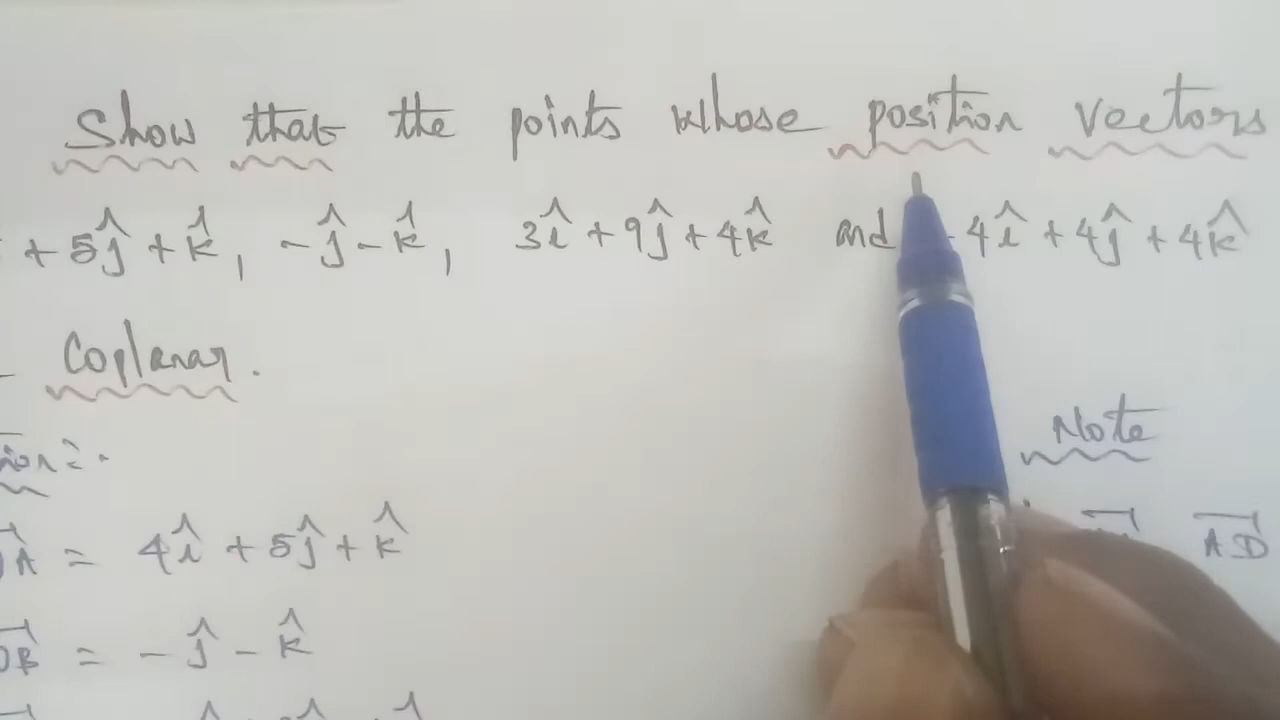 Show that the points whose position vectors
+ 5ĵ + k̂, -ĵ - k̂, 3î + 9ĵ + 4k̂ and -4î + 4ĵ + 4k̂
Coplanar.
Note
= 4î + 5ĵ + k̂
AD
= -ĵ - k̂